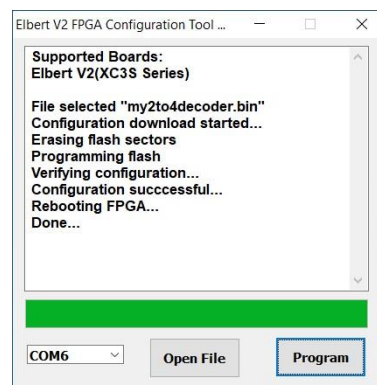 Elbert V2 FPGA Configuration Tool ...
Supported Boards:
Elbert V2(XC3S Series)
File selected "my2to4decoder.bin"
Configuration download started...
Erasing flash sectors
Programming flash
Verifying configuration...
Configuration succcessful...
Rebooting FPGA...
Done...
COM6
Open File
Program